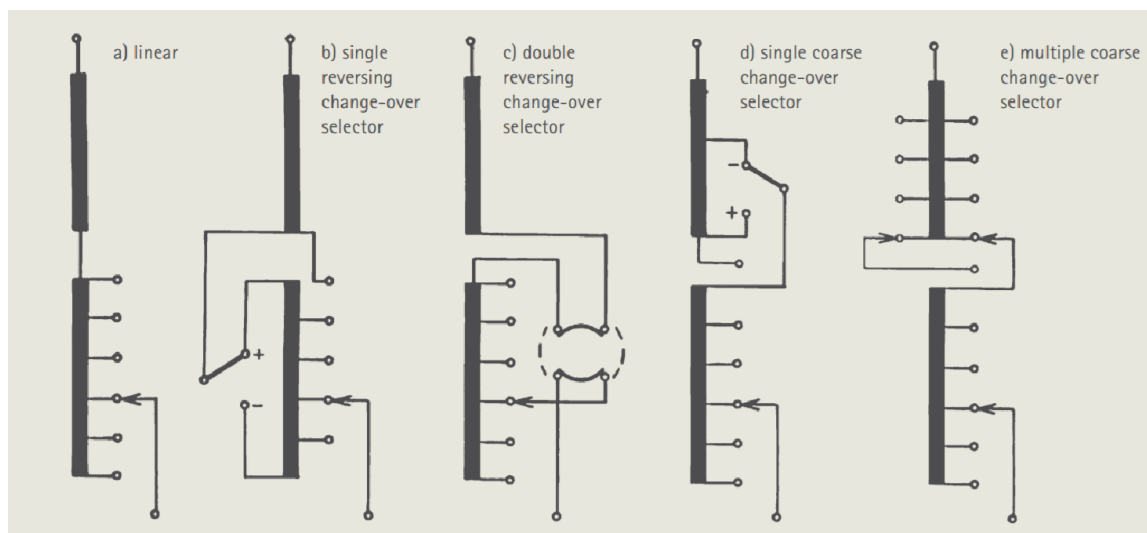 a) linear
b) single
reversing
change-over
selector
c) double
reversing
change-over
selector
d) single coarse
change-over
selector
e) multiple coarse
change-over
selector
-
+
+
-